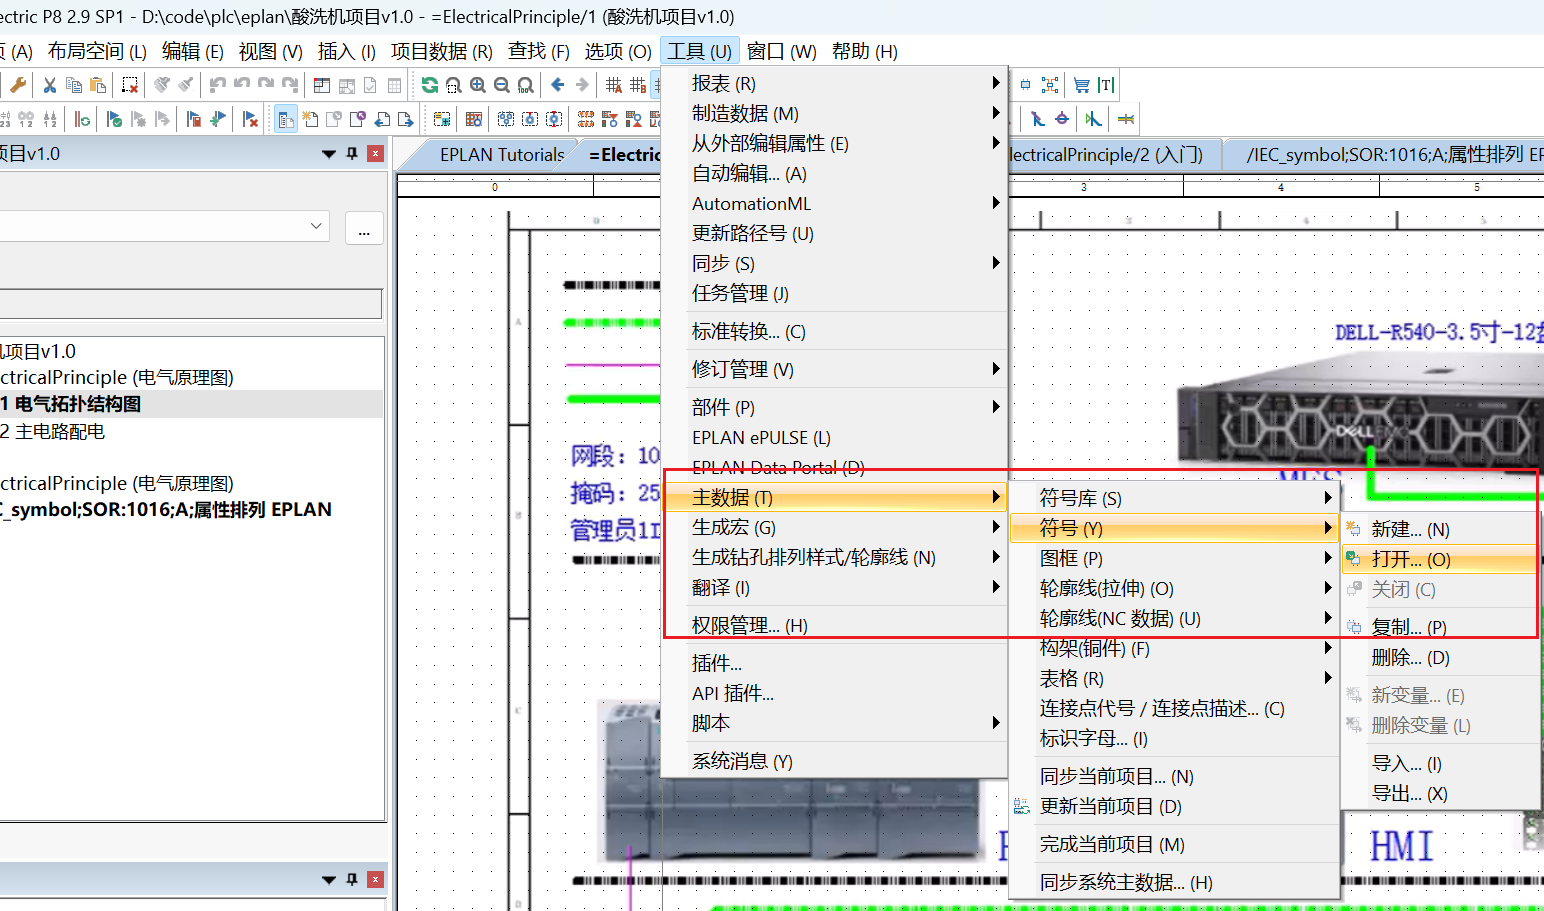 ectric P8 2.9 SP1 - D:\code\plc\eplan\酸洗机项目v1.0 - =ElectricalPrinciple/1 (酸洗机项目v1.0)
(A) 布局空间 (L) 编辑 (E) 视图 (V) 插入 (I) 项目数据 (R) 查找 (F) 选项 (O) 工具 (U) 窗口 (W) 帮助 (H)
项目v1.0
EPLAN Tutorials
=Electric
lectricalPrinciple/2 (入门)
/IEC_symbol;SOR:1016;A;属性排列 EP
0
3
4
5
...
机项目v1.0
ctricalPrinciple (电气原理图)
1 电气拓扑结构图
2 主电路配电
ctricalPrinciple (电气原理图)
C_symbol;SOR:1016;A;属性排列 EPLAN
报表 (R)
制造数据 (M)
从外部编辑属性 (E)
自动编辑... (A)
AutomationML
更新路径号 (U)
同步 (S)
任务管理 (J)
标准转换... (C)
修订管理 (V)
部件 (P)
EPLAN ePULSE (L)
EPLAN Data Portal (D)
主数据 (T)
生成宏 (G)
生成钻孔排列样式/轮廓线 (N)
翻译 (I)
权限管理... (H)
插件...
API 插件...
脚本
系统消息 (Y)
符号库 (S)
符号 (Y)
图框 (P)
轮廓线(拉伸) (O)
轮廓线(NC 数据) (U)
构架(铜件) (F)
表格 (R)
连接点代号 / 连接点描述... (C)
标识字母... (I)
同步当前项目... (N)
更新当前项目 (D)
完成当前项目 (M)
同步系统主数据... (H)
新建... (N)
打开... (O)
关闭 (C)
复制... (P)
删除... (D)
新变量... (E)
删除变量 (L)
导入... (I)
导出... (X)
网段: 10
掩码: 25
管理员1I
DELL-R540-3.5寸-12盘
DELL
MES
HMI